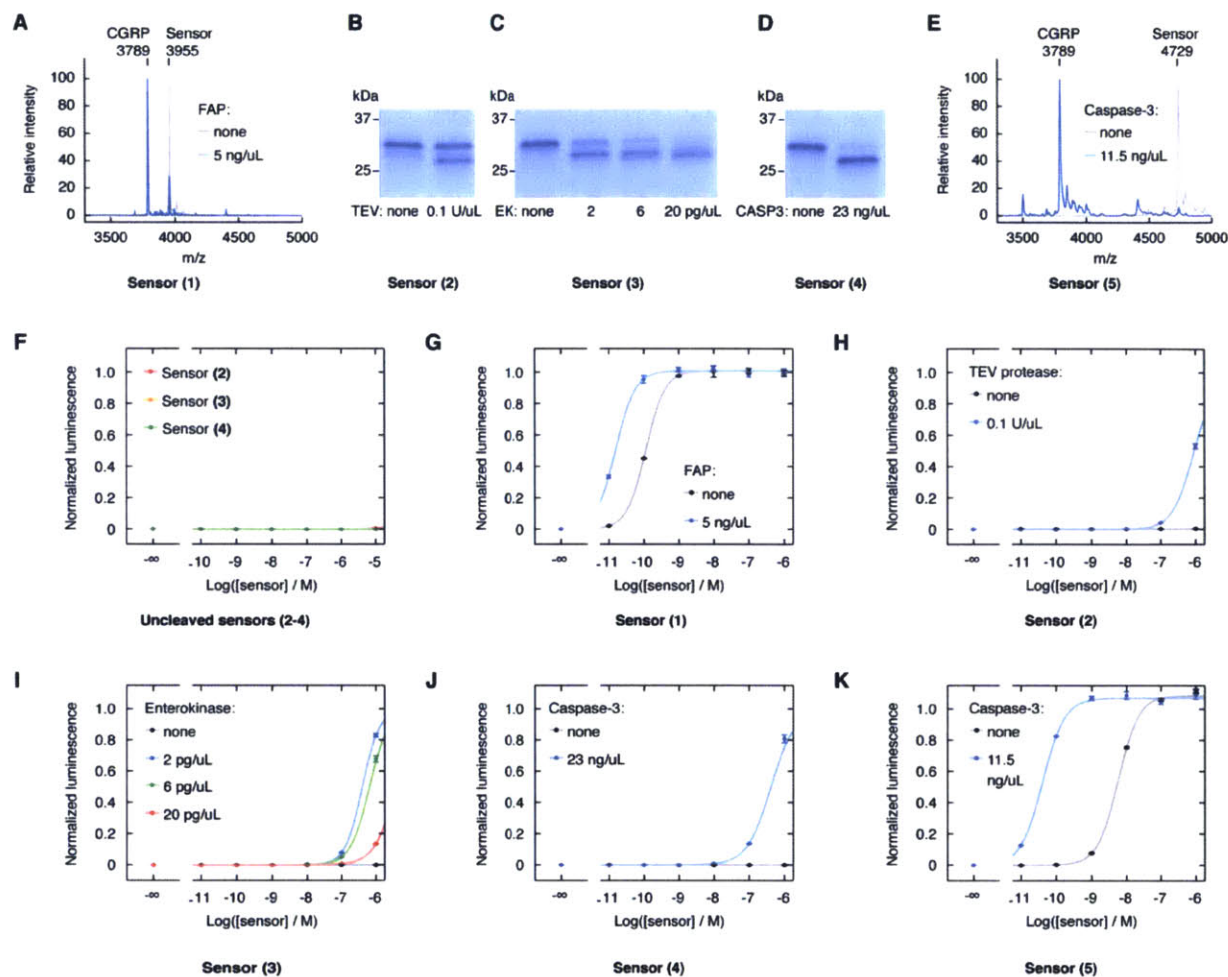 A
CGRP
3789
Sensor
3955
Relative intensity
100
80
60
40
20
0
FAP:
none
5 ng/uL
3500 4000 4500 5000
m/z
Sensor (1)
B
kDa
37
25
TEV: none 0.1 U/uL
Sensor (2)
C
kDa
37
25
EK: none 2 6 20 pg/uL
Sensor (3)
D
kDa
37
25
CASP3: none 23 ng/uL
Sensor (4)
E
CGRP
3789
Sensor
4729
Relative intensity
100
80
60
40
20
0
Caspase-3:
none
11.5 ng/uL
3500 4000 4500 5000
m/z
Sensor (5)
F
Normalized luminescence
1.0
0.8
0.6
0.4
0.2
0
Sensor (2)
Sensor (3)
Sensor (4)
-∞ -10 -9 -8 -7 -6 -5
Log([sensor] / M)
Uncleaved sensors (2-4)
G
Normalized luminescence
1.0
0.8
0.6
0.4
0.2
0
FAP:
none
5 ng/uL
-∞ -11 -10 -9 -8 -7 -6
Log([sensor] / M)
Sensor (1)
H
Normalized luminescence
1.0
0.8
0.6
0.4
0.2
0
TEV protease:
none
0.1 U/uL
-∞ -11 -10 -9 -8 -7 -6
Log([sensor] / M)
Sensor (2)
I
Normalized luminescence
1.0
0.8
0.6
0.4
0.2
0
Enterokinase:
none
2 pg/uL
6 pg/uL
20 pg/uL
-∞ -11 -10 -9 -8 -7 -6
Log([sensor] / M)
Sensor (3)
J
Normalized luminescence
1.0
0.8
0.6
0.4
0.2
0
Caspase-3:
none
23 ng/uL
-∞ -11 -10 -9 -8 -7 -6
Log([sensor] / M)
Sensor (4)
K
Normalized luminescence
1.0
0.8
0.6
0.4
0.2
0
Caspase-3:
none
11.5
ng/uL
-∞ -11 -10 -9 -8 -7 -6
Log([sensor] / M)
Sensor (5)